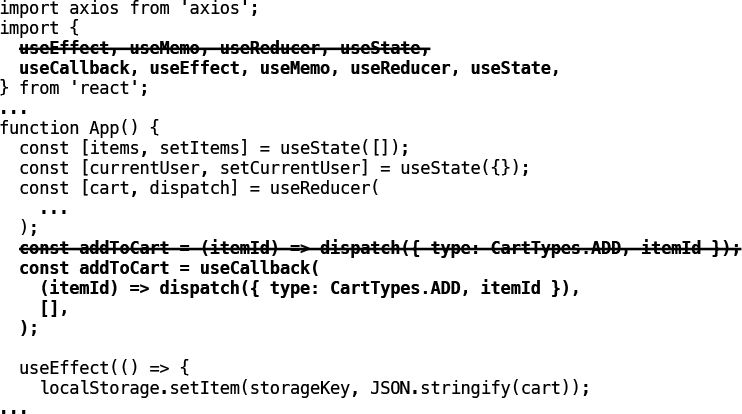 import axios from 'axios';
import {
  useEffect, useMemo, useReducer, useState,
  useCallback, useEffect, useMemo, useReducer, useState,
} from 'react';
...
function App() {
  const [items, setItems] = useState([]);
  const [currentUser, setCurrentUser] = useState({});
  const [cart, dispatch] = useReducer(
    ...
  );
  const addToCart = (itemId) => dispatch({ type: CartTypes.ADD, itemId });
  const addToCart = useCallback(
    (itemId) => dispatch({ type: CartTypes.ADD, itemId }),
    [],
  );

  useEffect(() => {
    localStorage.setItem(storageKey, JSON.stringify(cart));
...